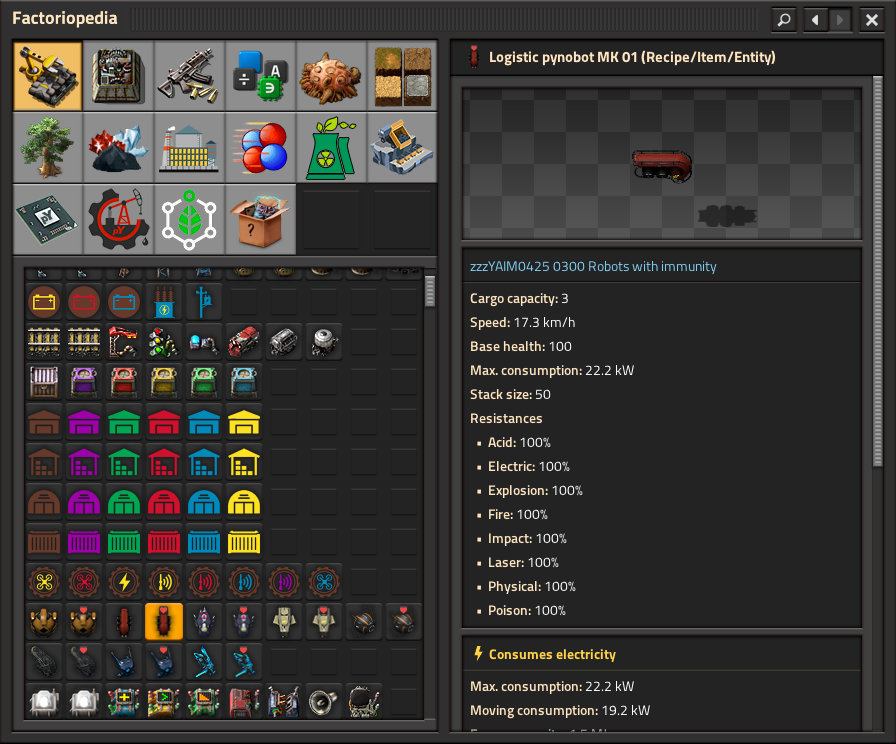 Factoriopedia
Logistic pynobot MK 01 (Recipe/Item/Entity)
zzzYAIM0425 0300 Robots with immunity
Cargo capacity: 3
Speed: 17.3 km/h
Base health: 100
Max. consumption: 22.2 kW
Stack size: 50
Resistances
▪ Acid: 100%
▪ Electric: 100%
▪ Explosion: 100%
▪ Fire: 100%
▪ Impact: 100%
▪ Laser: 100%
▪ Physical: 100%
▪ Poison: 100%
Consumes electricity
Max. consumption: 22.2 kW
Moving consumption: 19.2 kW